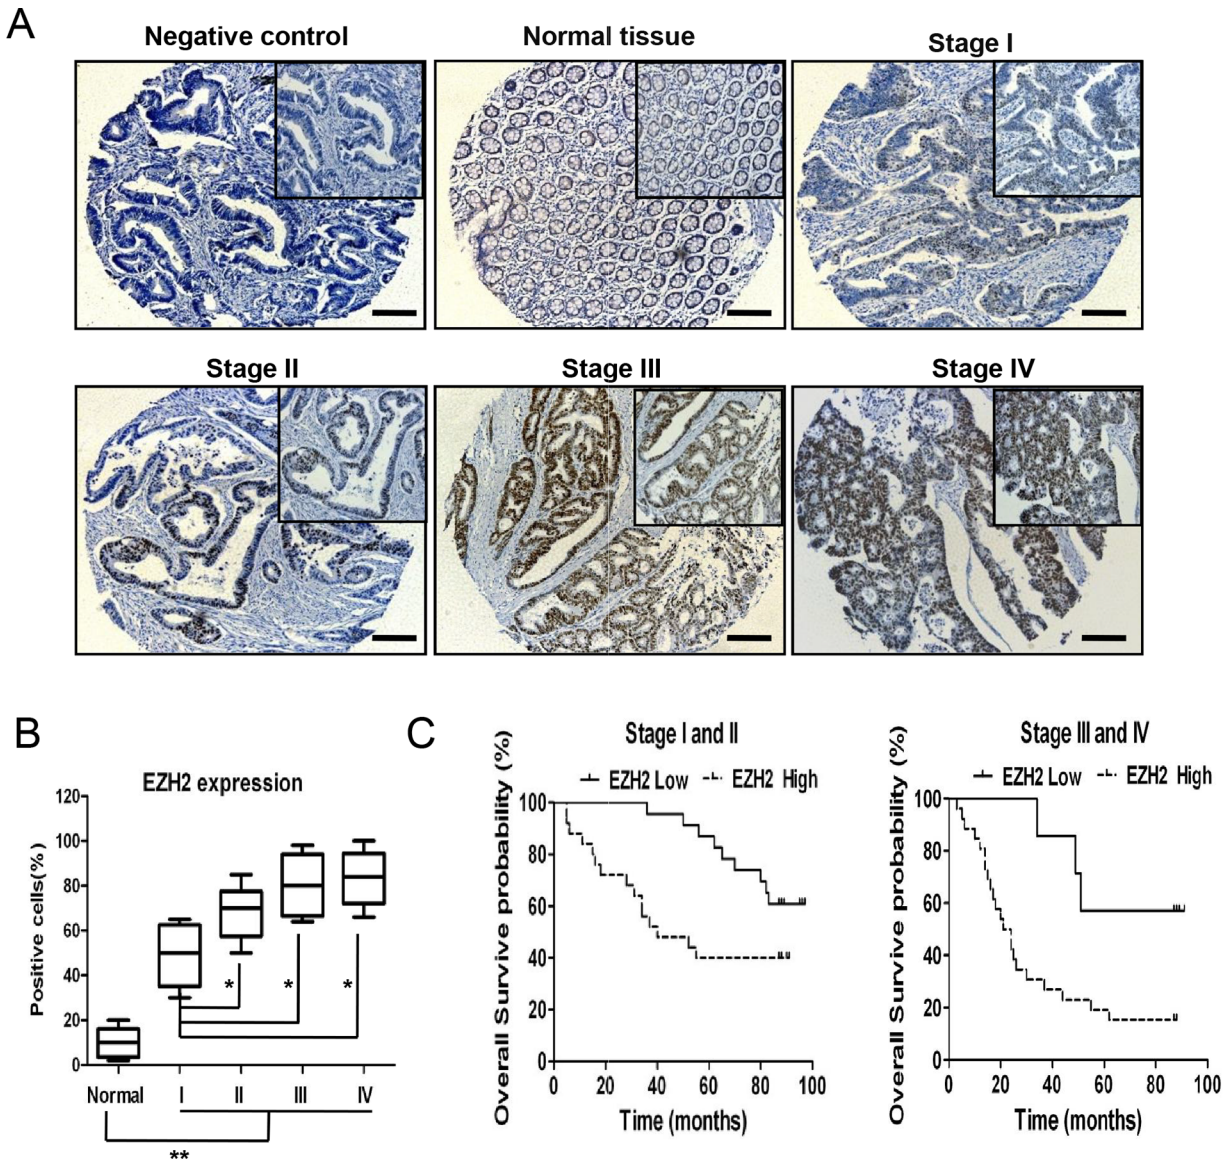 A
Negative control
Normal tissue
Stage I
Stage II
Stage III
Stage IV
B
EZH2 expression
Positive cells(%)
120
100
80
60
40
20
0
*
*
*
Normal
I
II
III
IV
**
C
Stage I and II
EZH2 Low
EZH2 High
Overall Survive probability (%)
100
80
60
40
20
0
0
20
40
60
80
100
Time (months)
Stage III and IV
EZH2 Low
EZH2 High
Overall Survive probability (%)
100
80
60
40
20
0
0
20
40
60
80
100
Time (months)